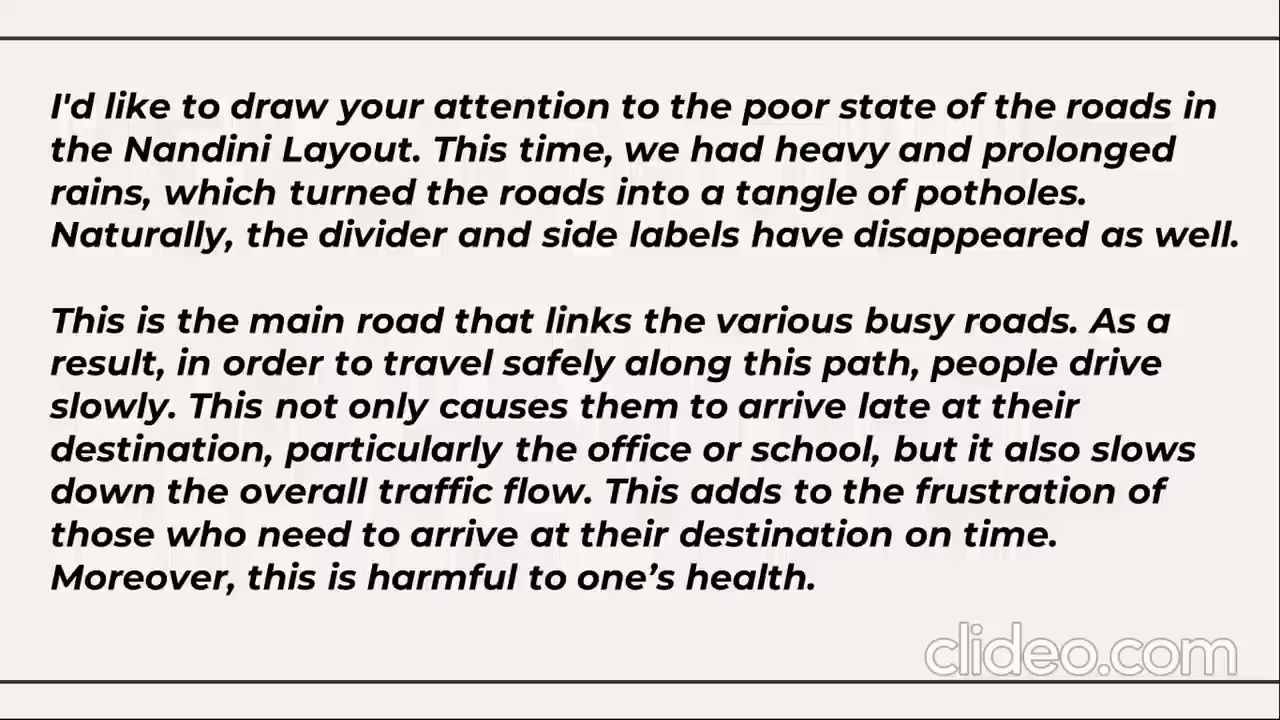 I'd like to draw your attention to the poor state of the roads in
the Nandini Layout. This time, we had heavy and prolonged
rains, which turned the roads into a tangle of potholes.
Naturally, the divider and side labels have disappeared as well.
This is the main road that links the various busy roads. As a
result, in order to travel safely along this path, people drive
slowly. This not only causes them to arrive late at their
destination, particularly the office or school, but it also slows
down the overall traffic flow. This adds to the frustration of
those who need to arrive at their destination on time.
Moreover, this is harmful to one’s health.
clideo.com